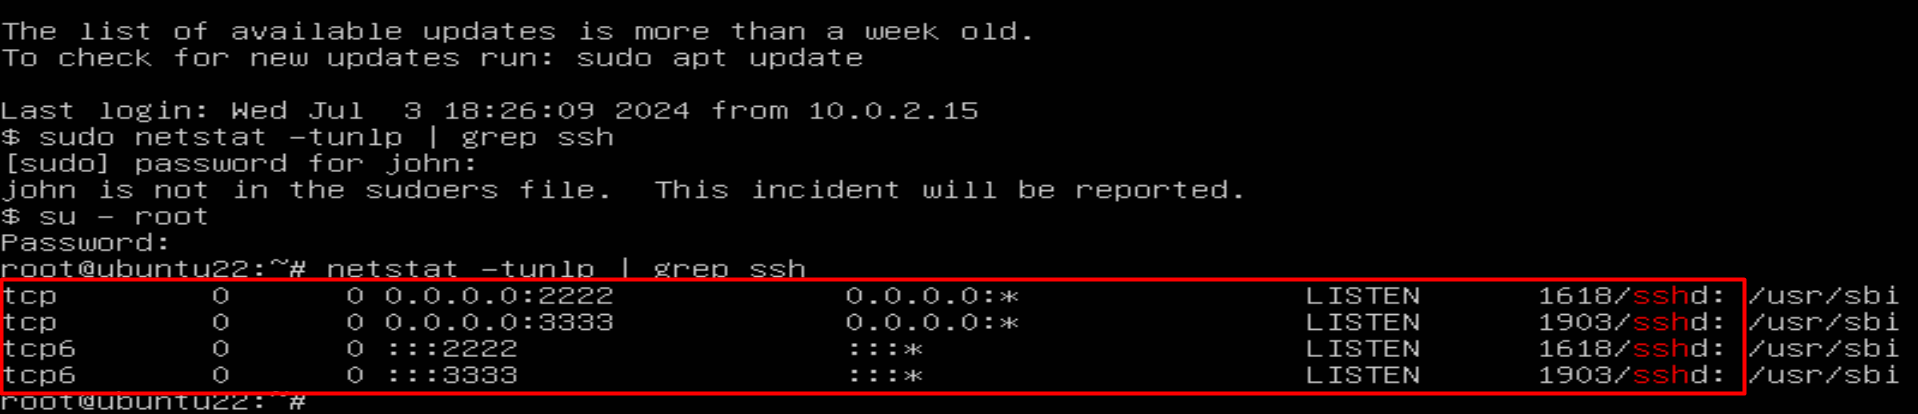 The list of available updates is more than a week old.
To check for new updates run: sudo apt update
Last login: Wed Jul  3 18:26:09 2024 from 10.0.2.15
$ sudo netstat -tunlp | grep ssh
[sudo] password for john:
john is not in the sudoers file.  This incident will be reported.
$ su - root
Password:
root@ubuntu22:~# netstat -tunlp | grep ssh
tcp        0      0 0.0.0.0:2222            0.0.0.0:*               LISTEN      1618/sshd: /usr/sbi
tcp        0      0 0.0.0.0:3333            0.0.0.0:*               LISTEN      1903/sshd: /usr/sbi
tcp6       0      0 :::2222                 :::*                    LISTEN      1618/sshd: /usr/sbi
tcp6       0      0 :::3333                 :::*                    LISTEN      1903/sshd: /usr/sbi
root@ubuntu22:~#